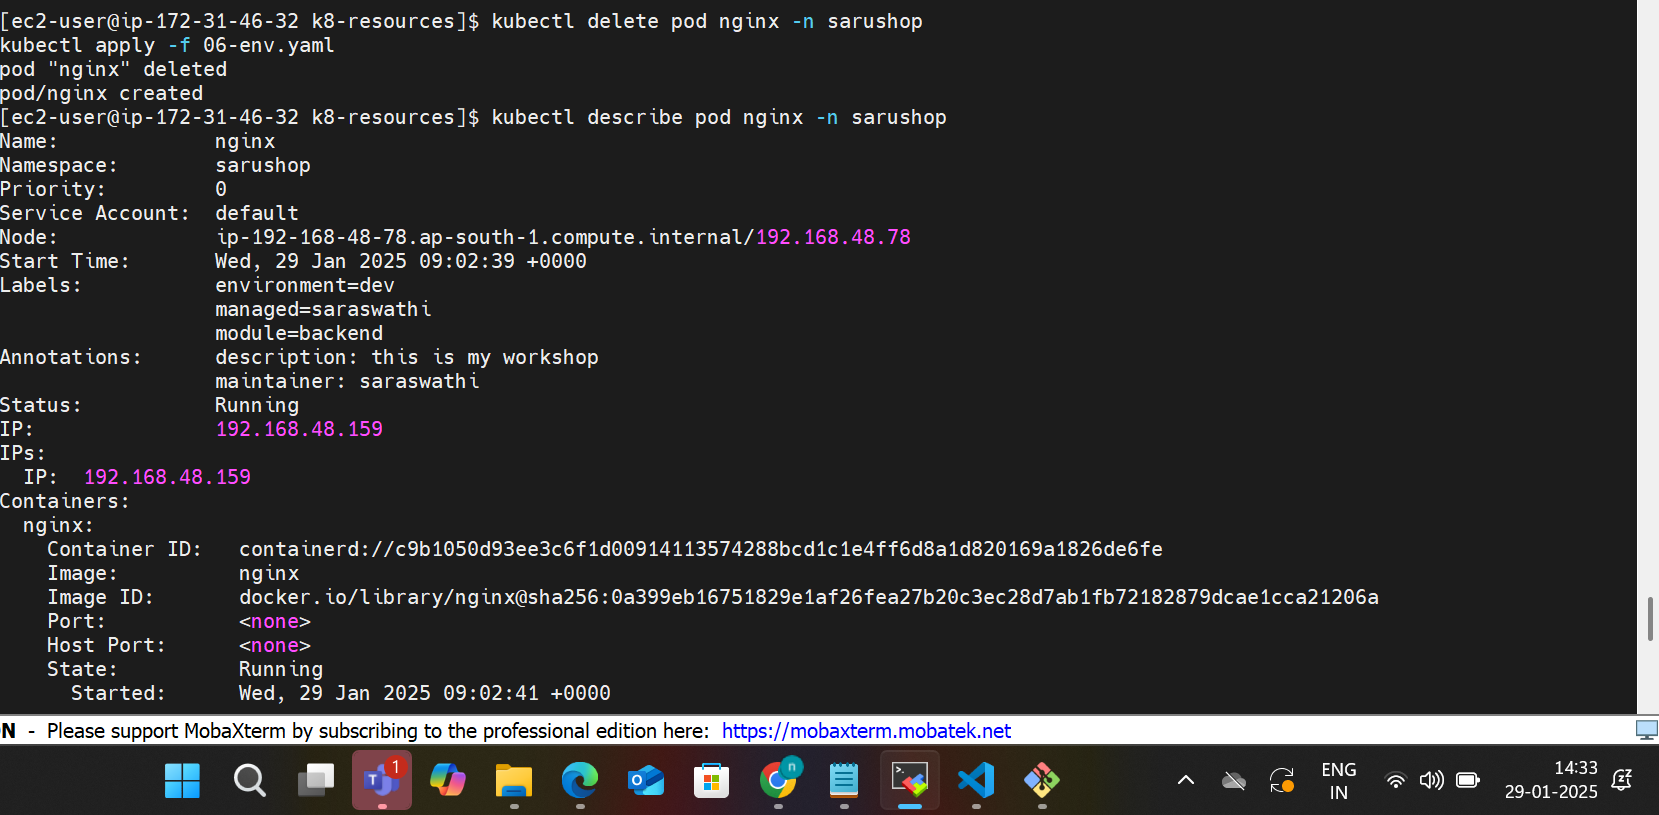 [ec2-user@ip-172-31-46-32 k8-resources]$ kubectl delete pod nginx -n sarushop
kubectl apply -f 06-env.yaml
pod "nginx" deleted
pod/nginx created
[ec2-user@ip-172-31-46-32 k8-resources]$ kubectl describe pod nginx -n sarushop
Name:             nginx
Namespace:        sarushop
Priority:         0
Service Account:  default
Node:             ip-192-168-48-78.ap-south-1.compute.internal/192.168.48.78
Start Time:       Wed, 29 Jan 2025 09:02:39 +0000
Labels:           environment=dev
                  managed=saraswathi
                  module=backend
Annotations:      description: this is my workshop
                  maintainer: saraswathi
Status:           Running
IP:               192.168.48.159
IPs:
  IP:  192.168.48.159
Containers:
  nginx:
    Container ID:   containerd://c9b1050d93ee3c6f1d00914113574288bcd1c1e4ff6d8a1d820169a1826de6fe
    Image:          nginx
    Image ID:       docker.io/library/nginx@sha256:0a399eb16751829e1af26fea27b20c3ec28d7ab1fb72182879dcae1cca21206a
    Port:           <none>
    Host Port:      <none>
    State:          Running
      Started:      Wed, 29 Jan 2025 09:02:41 +0000
N - Please support MobaXterm by subscribing to the professional edition here: https://mobaxterm.mobatek.net
T 1
n
ENG
IN
14:33
29-01-2025